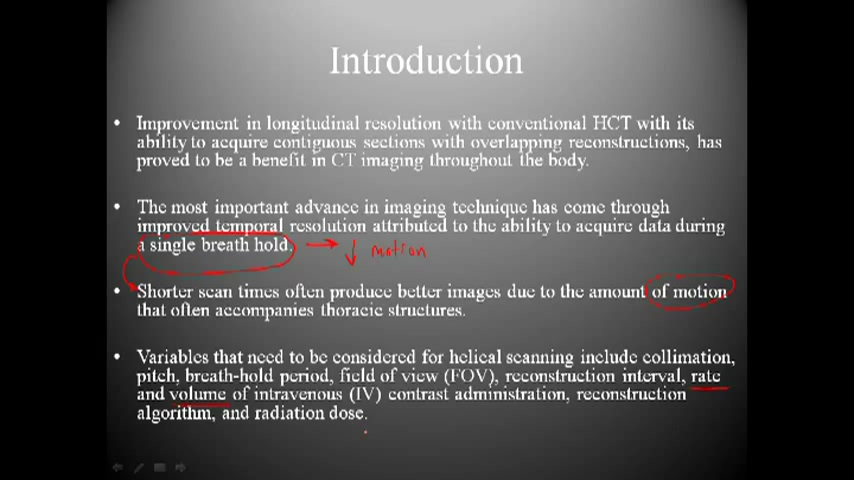 Introduction
• Improvement in longitudinal resolution with conventional HCT with its
ability to acquire contiguous sections with overlapping reconstructions, has
proved to be a benefit in CT imaging throughout the body.
• The most important advance in imaging technique has come through
improved temporal resolution attributed to the ability to acquire data during
a single breath hold. → ↓ motion
• Shorter scan times often produce better images due to the amount of motion
that often accompanies thoracic structures.
• Variables that need to be considered for helical scanning include collimation,
pitch, breath-hold period, field of view (FOV), reconstruction interval, rate
and volume of intravenous (IV) contrast administration, reconstruction
algorithm, and radiation dose.